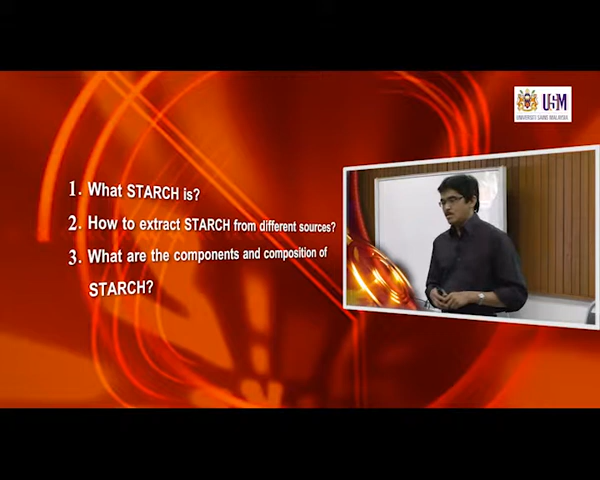 USM
UNIVERSITI SAINS MALAYSIA
1. What STARCH is?
2. How to extract STARCH from different sources?
3. What are the components and composition of
STARCH?